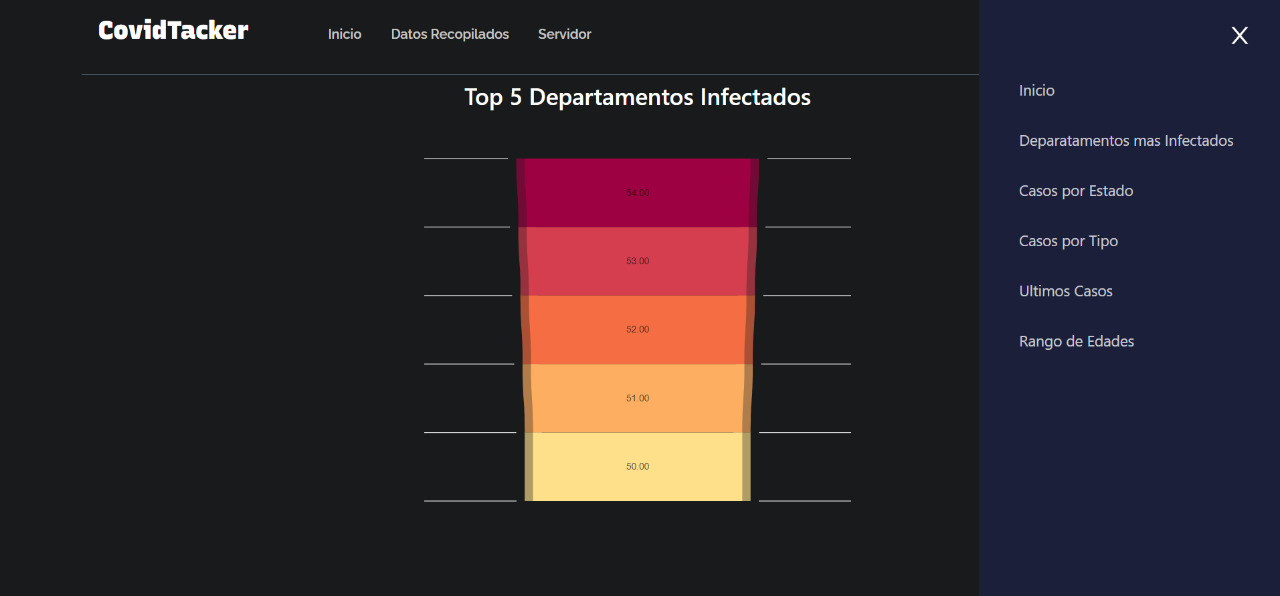 CovidTacker
Inicio
Datos Recopilados
Servidor
X
Top 5 Departamentos Infectados
54.00
53.00
52.00
51.00
50.00
Inicio
Deparatamentos mas Infectados
Casos por Estado
Casos por Tipo
Ultimos Casos
Rango de Edades